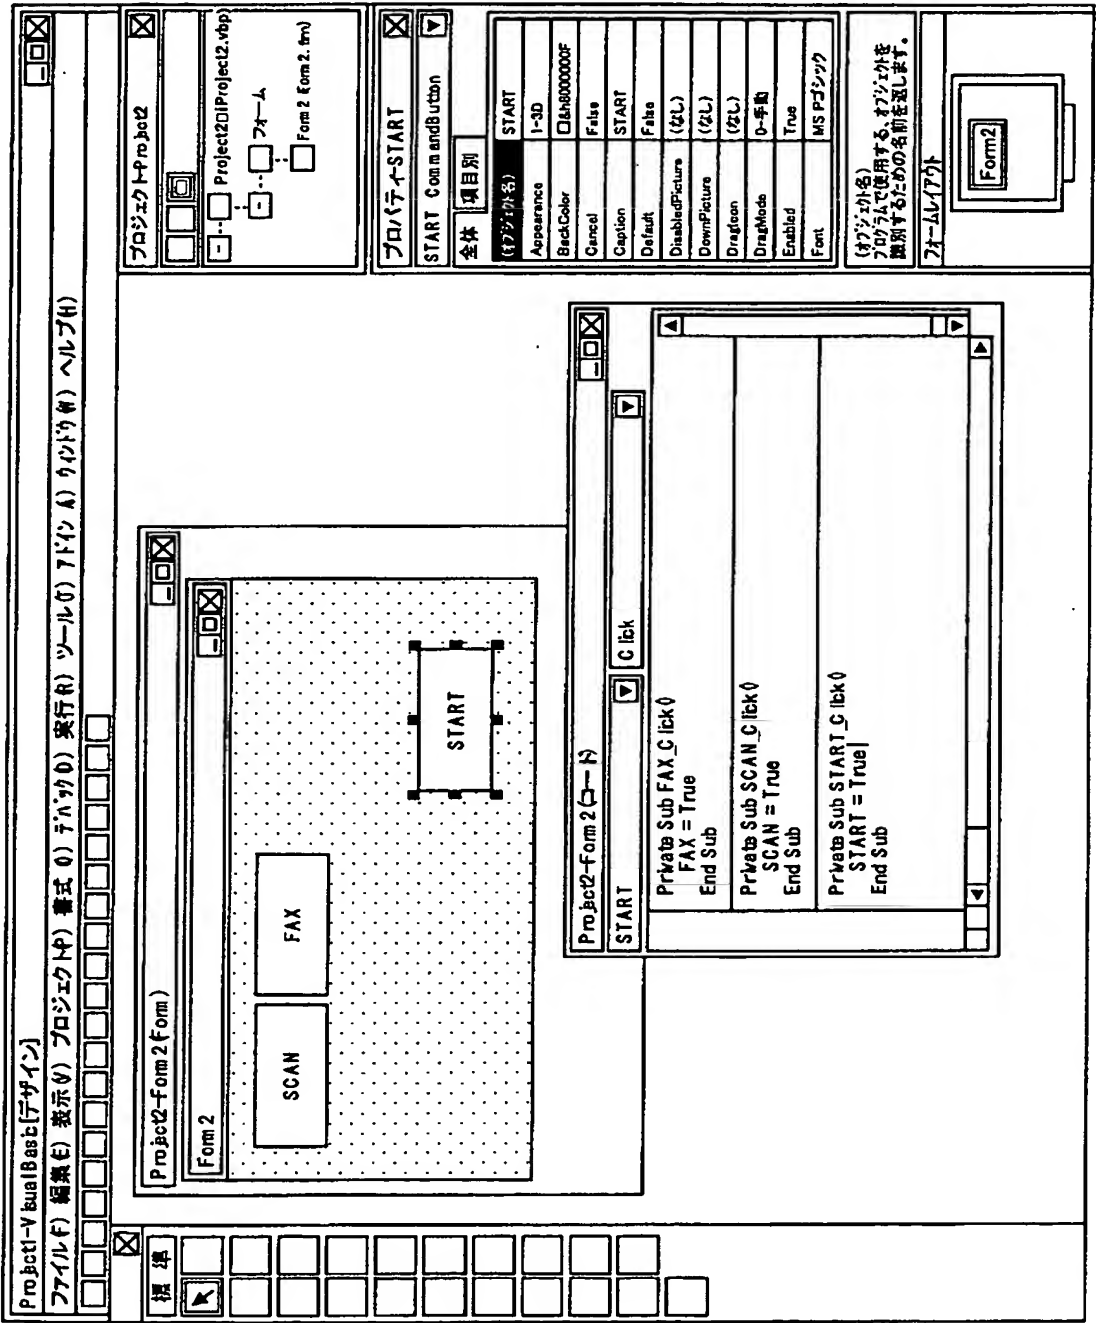 Project1-VisualBasic[デザイン]
ファイル(F) 編集(E) 表示(V) プロジェクト(P) 書式(O) デバッグ(D) 実行(R) ツール(T) アドイン(A) ウィンドウ(W) ヘルプ(H)
標準
Project2-Form2(Form)
Form2
SCAN
FAX
START
Project2-Form2(コード)
START
Click
Private Sub FAX_Click()
FAX = True
End Sub
Private Sub SCAN_Click()
SCAN = True
End Sub
Private Sub START_Click()
START = True
End Sub
プロジェクト-Project2
Project2□(Project2.vbp)
フォーム
Form2(Form2.frm)
プロパティ-START
START CommandButton
全体 項目別
(オブジェクト名) START
Appearance 1-3D
BackColor □&h8000000F
Cancel False
Caption START
Default False
DisabledPicture (なし)
DownPicture (なし)
DragIcon (なし)
DragMode 0-手動
Enabled True
Font MS Pゴシック
(オブジェクト名)
プログラムで使用する、オブジェクトを
識別するための名前を返します。
フォームレイアウト
Form2